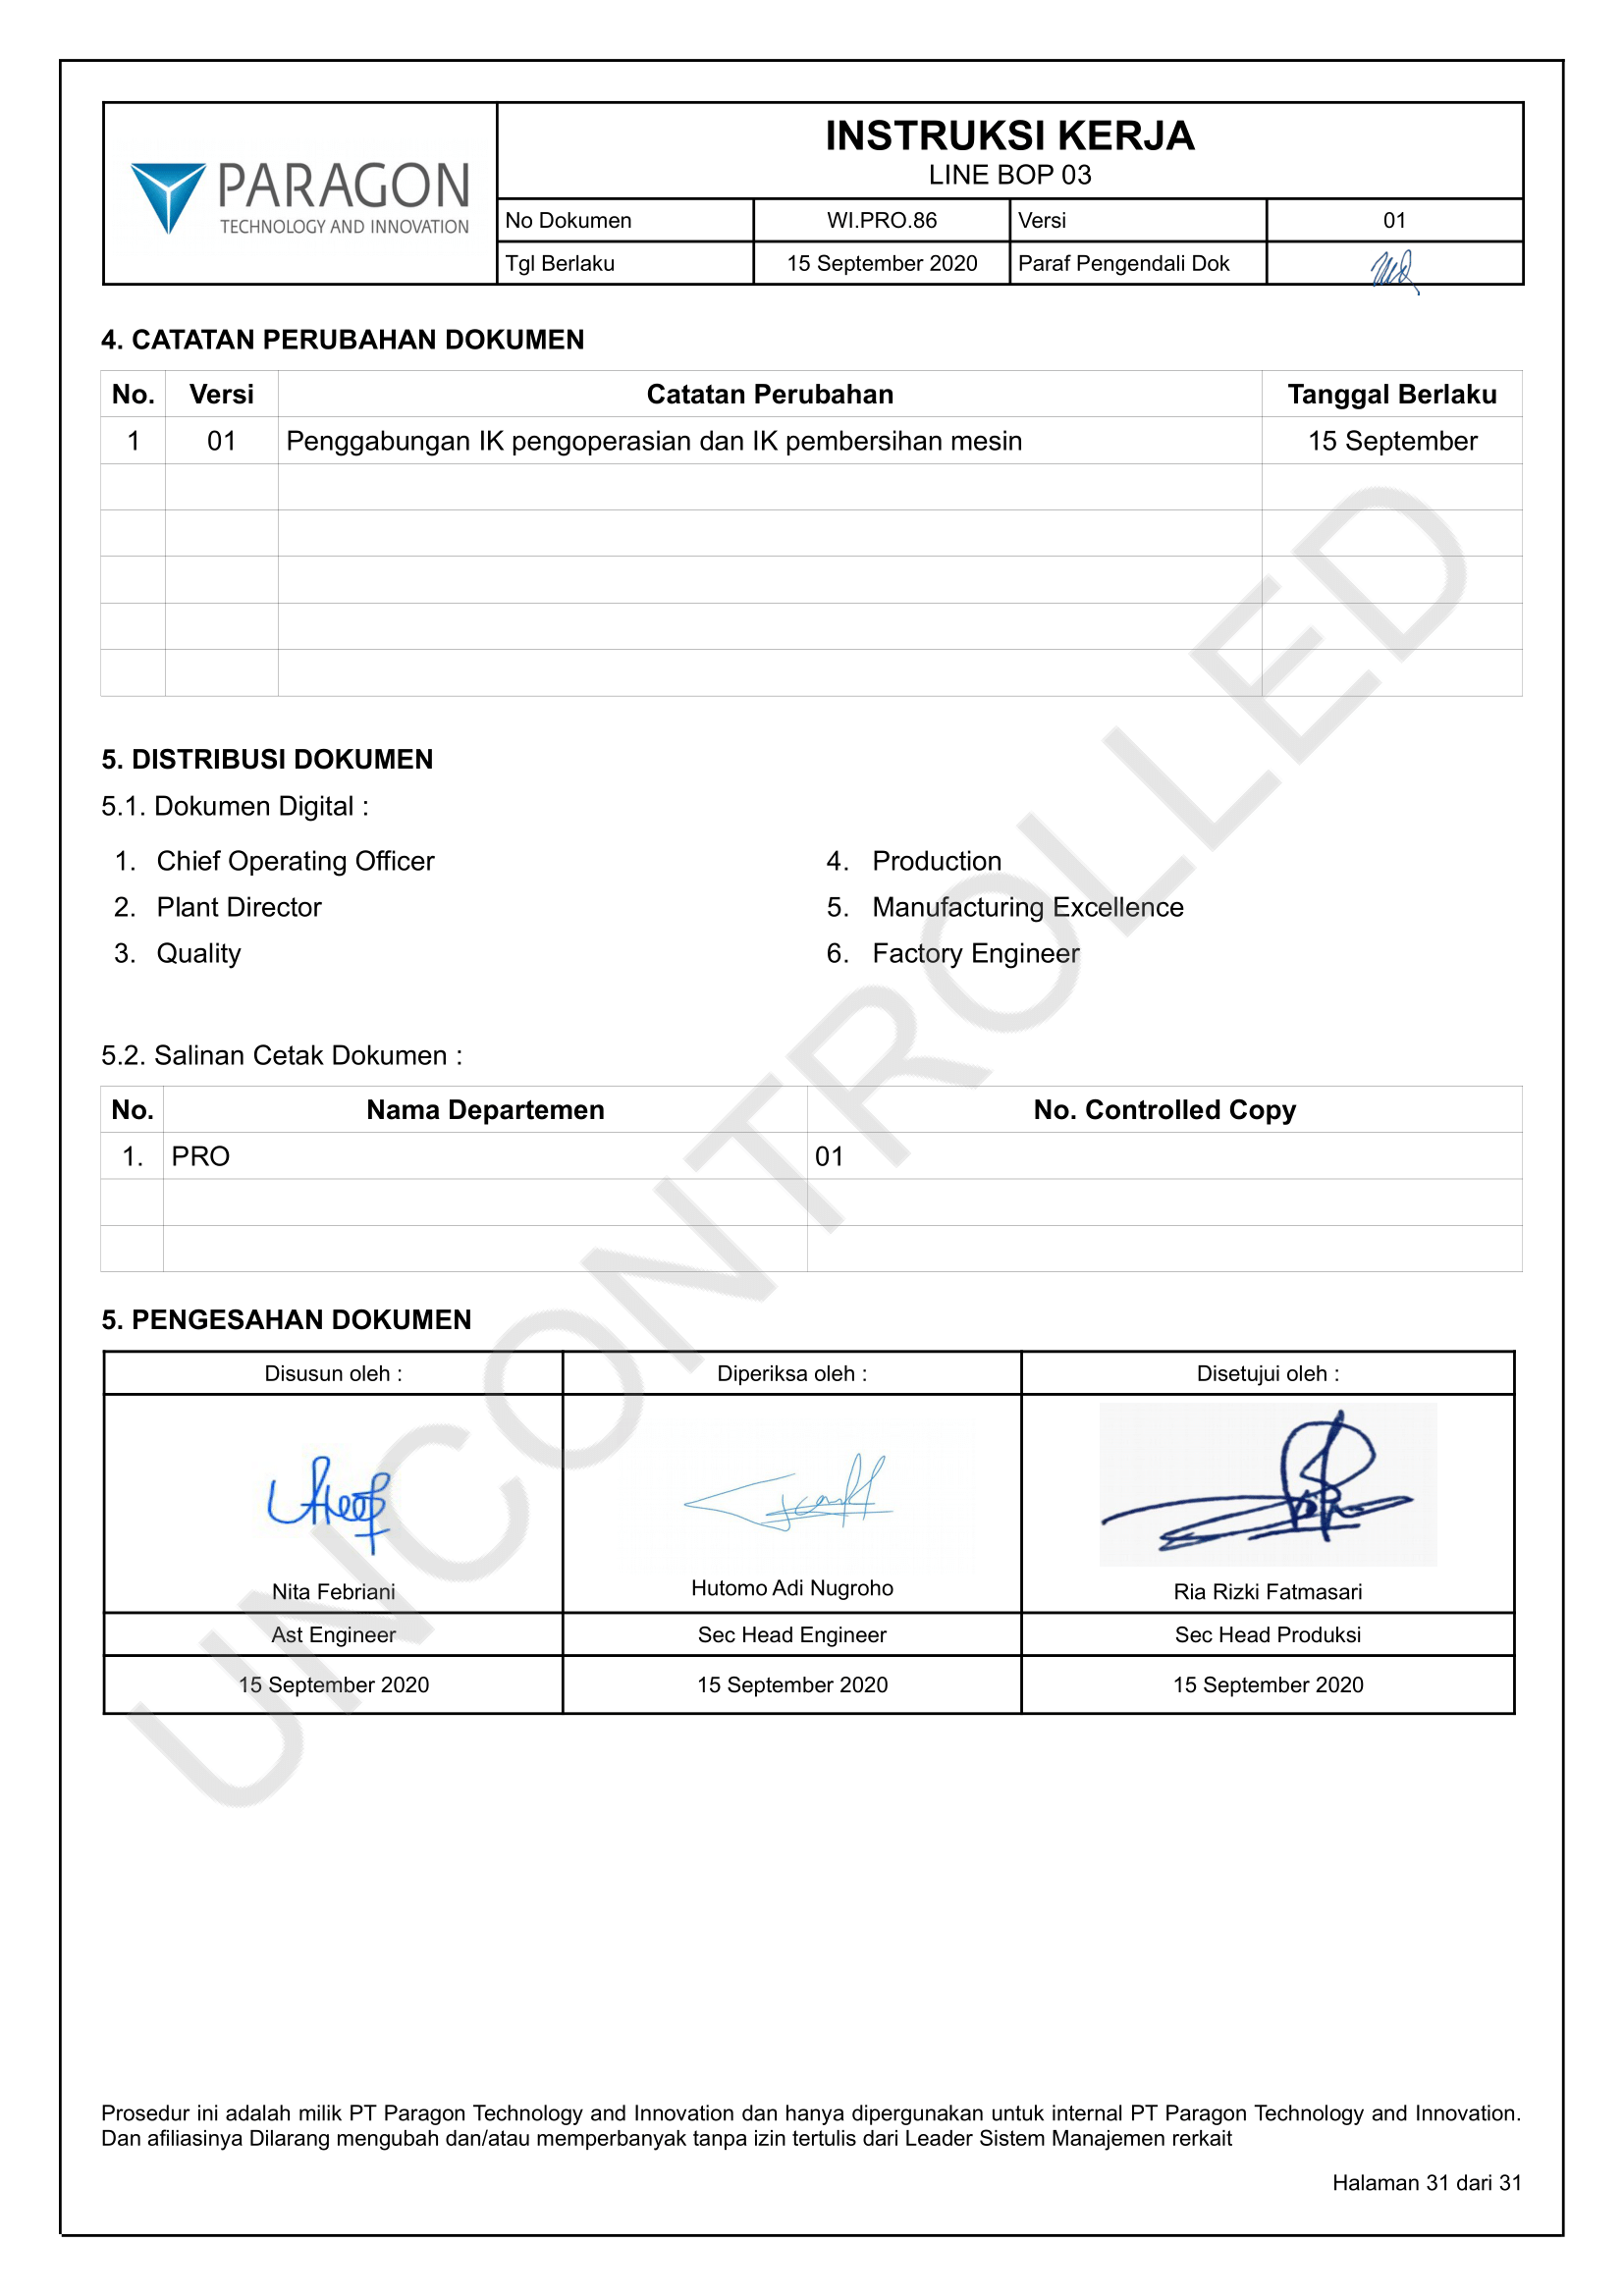 PARAGON
TECHNOLOGY AND INNOVATION
INSTRUKSI KERJA
LINE BOP 03
No Dokumen WI.PRO.86 Versi 01
Tgl Berlaku 15 September 2020 Paraf Pengendali Dok
4. CATATAN PERUBAHAN DOKUMEN
No. Versi Catatan Perubahan Tanggal Berlaku
1 01 Penggabungan IK pengoperasian dan IK pembersihan mesin 15 September
5. DISTRIBUSI DOKUMEN
5.1. Dokumen Digital :
1. Chief Operating Officer
2. Plant Director
3. Quality
4. Production
5. Manufacturing Excellence
6. Factory Engineer
5.2. Salinan Cetak Dokumen :
No. Nama Departemen No. Controlled Copy
1. PRO 01
5. PENGESAHAN DOKUMEN
Disusun oleh : Diperiksa oleh : Disetujui oleh :
Nita Febriani Hutomo Adi Nugroho Ria Rizki Fatmasari
Ast Engineer Sec Head Engineer Sec Head Produksi
15 September 2020 15 September 2020 15 September 2020
UNCONTROLLED
Prosedur ini adalah milik PT Paragon Technology and Innovation dan hanya dipergunakan untuk internal PT Paragon Technology and Innovation.
Dan afiliasinya Dilarang mengubah dan/atau memperbanyak tanpa izin tertulis dari Leader Sistem Manajemen rerkait
Halaman 31 dari 31